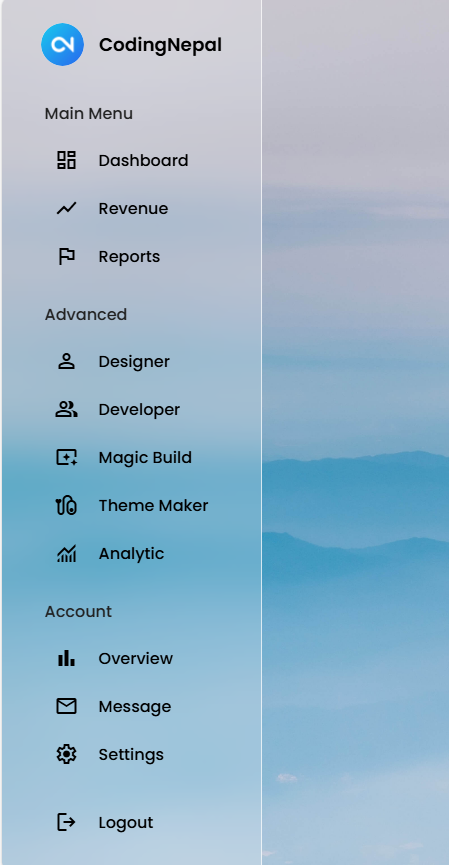 CodingNepal
Main Menu
Dashboard
Revenue
Reports
Advanced
Designer
Developer
Magic Build
Theme Maker
Analytic
Account
Overview
Message
Settings
Logout